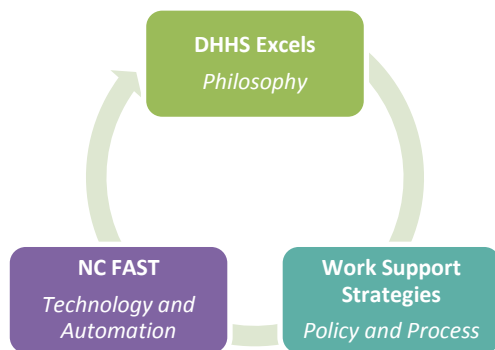 DHHS Excels
Philosophy
NC FAST
Technology and
Automation
Work Support
Strategies
Policy and Process